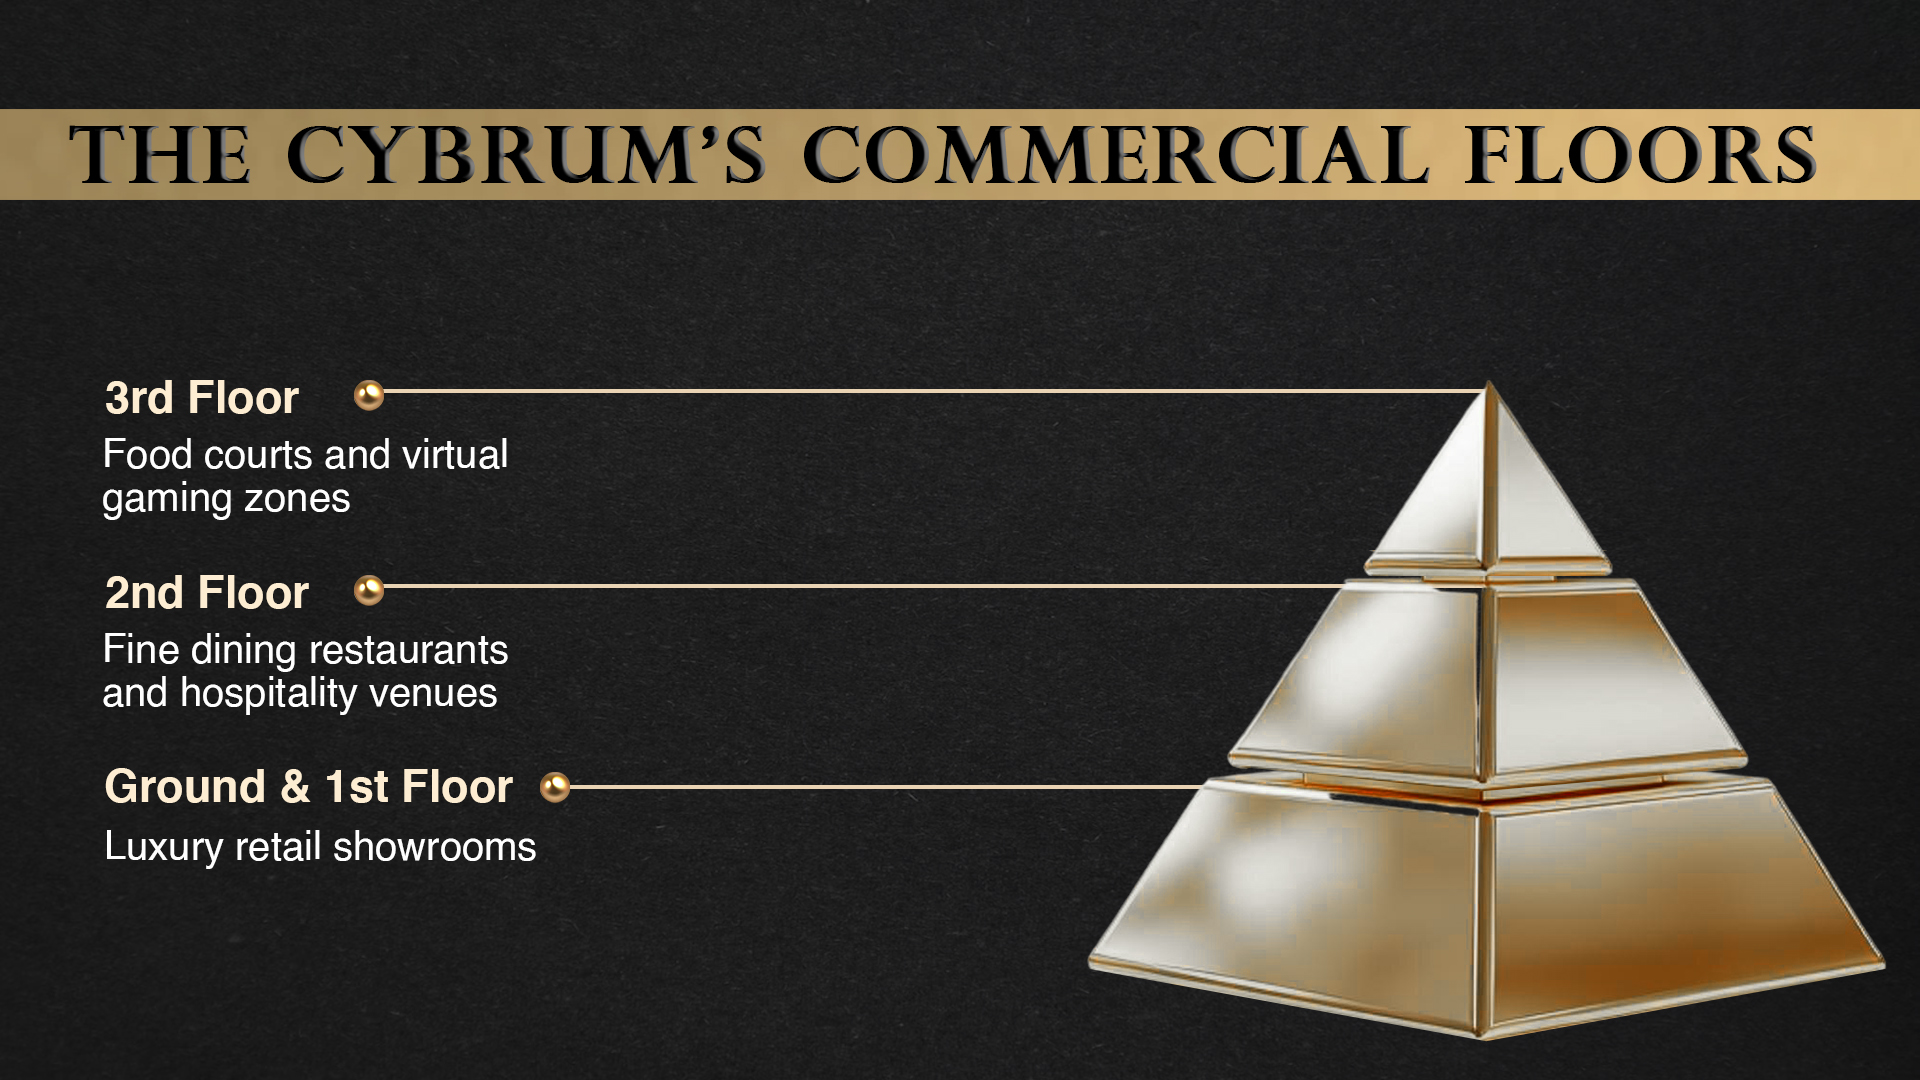 THE CYBRUM’S COMMERCIAL FLOORS
3rd Floor
Food courts and virtual
gaming zones
2nd Floor
Fine dining restaurants
and hospitality venues
Ground & 1st Floor
Luxury retail showrooms